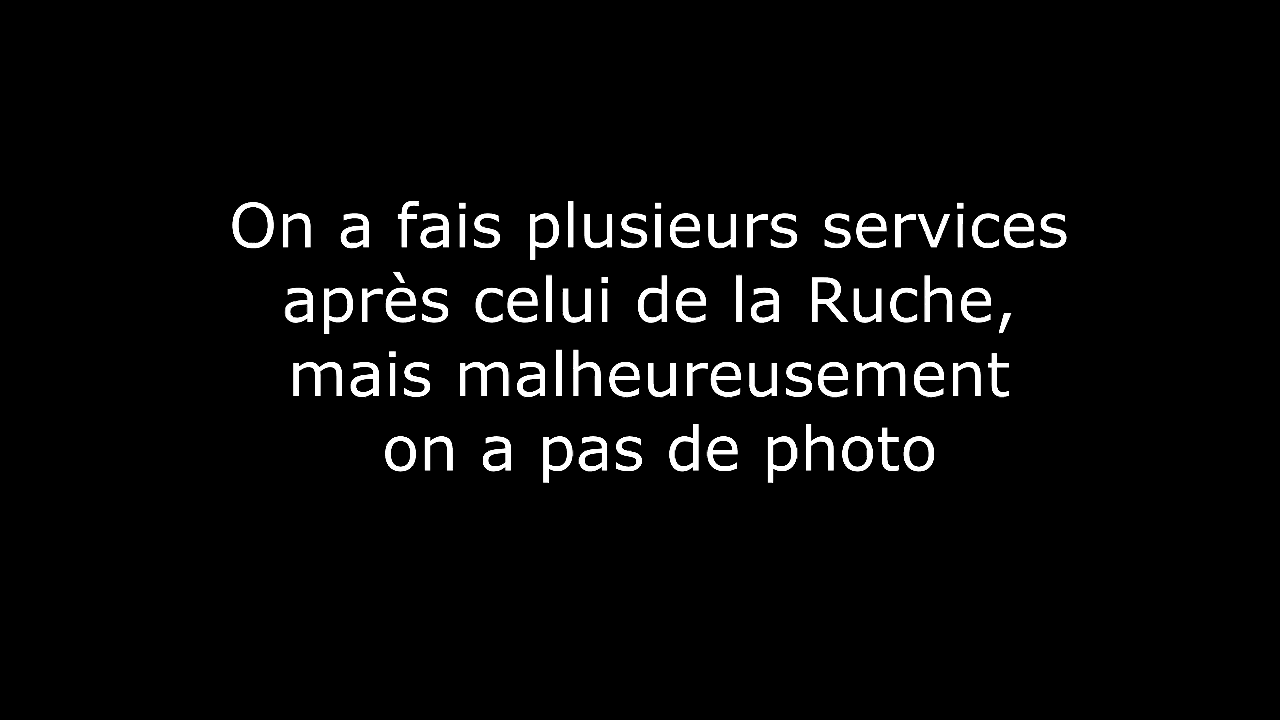 On a fais plusieurs services
après celui de la Ruche,
mais malheureusement
on a pas de photo